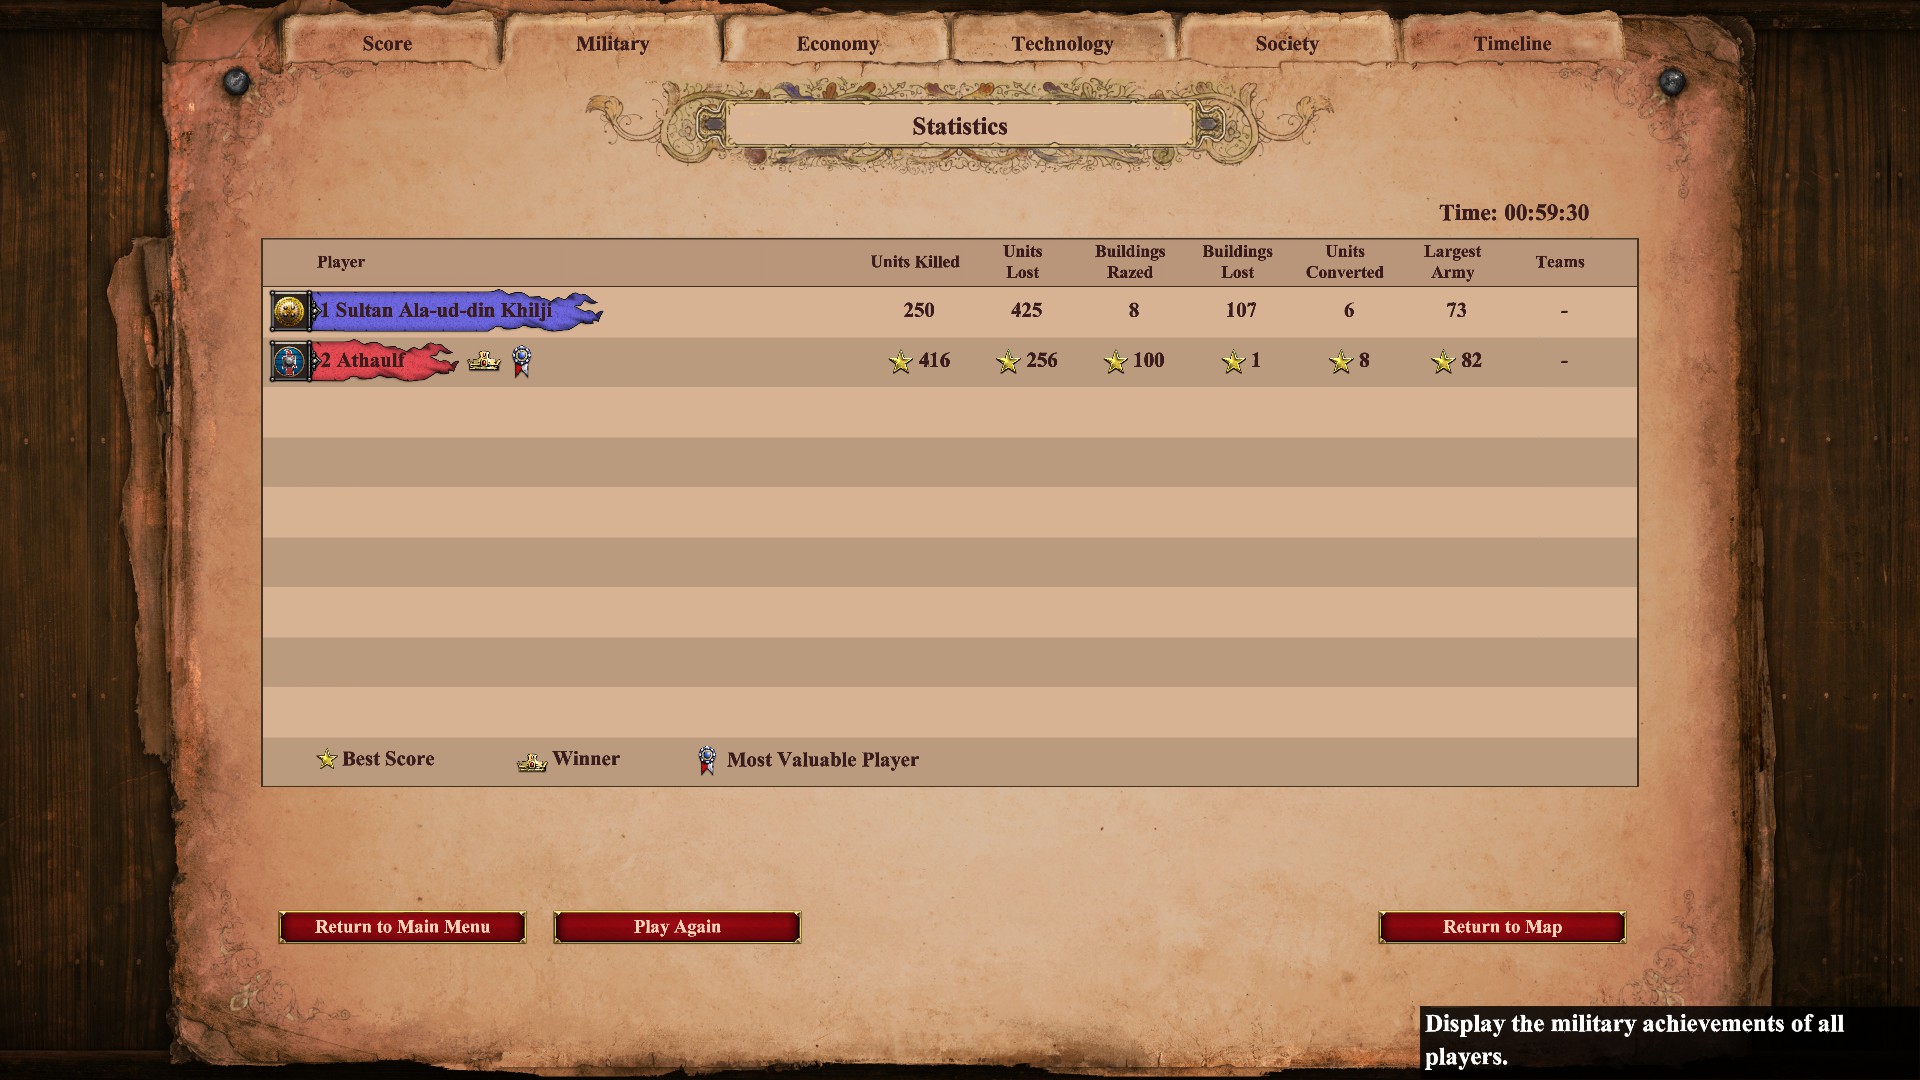 Score Military Economy Technology Society Timeline
Statistics
Time: 00:59:30
Player Units Killed Units Lost Buildings Razed Buildings Lost Units Converted Largest Army Teams
1 Sultan Ala-ud-din Khilji 250 425 8 107 6 73 -
2 Athaulf 416 256 100 1 8 82 -
Best Score Winner Most Valuable Player
Return to Main Menu Play Again Return to Map
Display the military achievements of all
players.